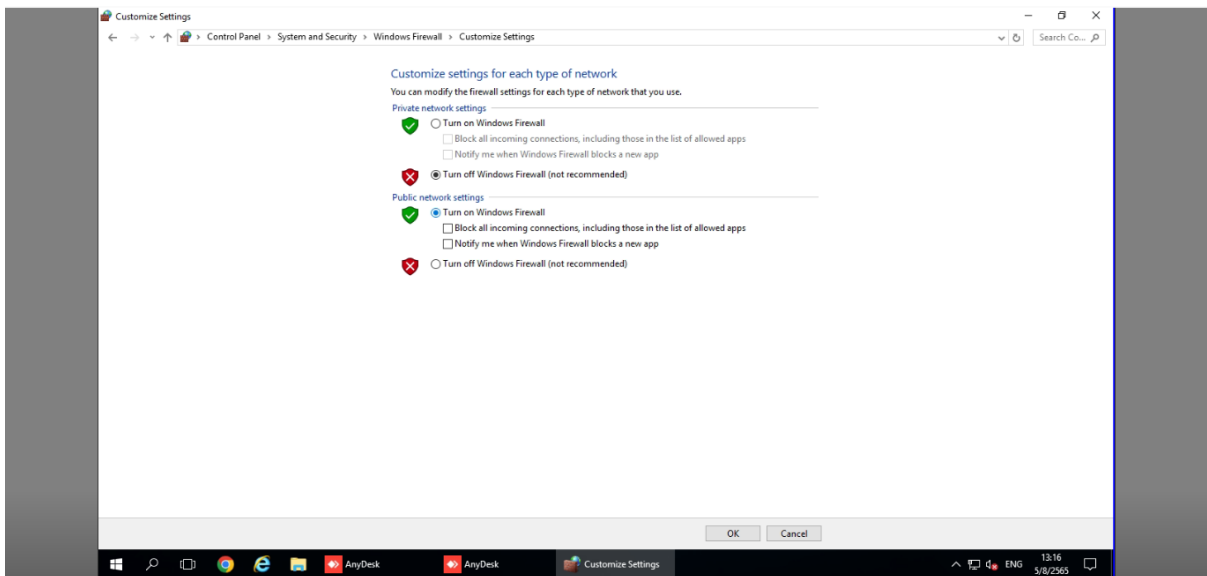 Customize Settings
Control Panel > System and Security > Windows Firewall > Customize Settings
Search Co...
Customize settings for each type of network
You can modify the firewall settings for each type of network that you use.
Private network settings
Turn on Windows Firewall
Block all incoming connections, including those in the list of allowed apps
Notify me when Windows Firewall blocks a new app
Turn off Windows Firewall (not recommended)
Public network settings
Turn on Windows Firewall
Block all incoming connections, including those in the list of allowed apps
Notify me when Windows Firewall blocks a new app
Turn off Windows Firewall (not recommended)
OK Cancel
AnyDesk AnyDesk Customize Settings ENG 13:16
5/8/2565